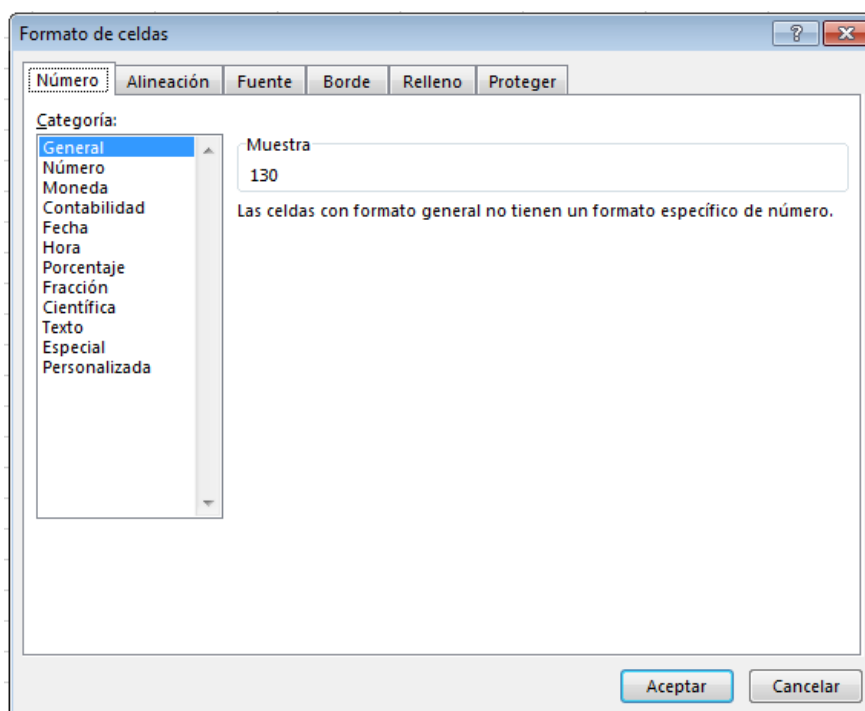 Formato de celdas
Número Alineación Fuente Borde Relleno Proteger
Categoría:
General
Número
Moneda
Contabilidad
Fecha
Hora
Porcentaje
Fracción
Científica
Texto
Especial
Personalizada
Muestra
130
Las celdas con formato general no tienen un formato específico de número.
Aceptar Cancelar